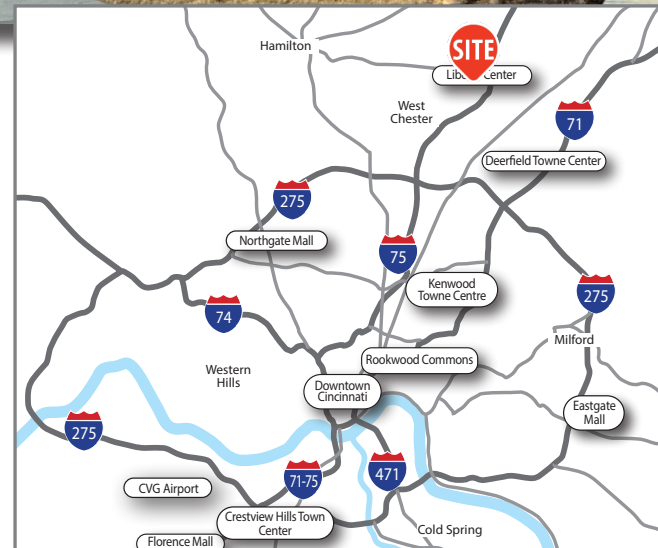 Hamilton
SITE
Center
West
Chester
71
Deerfield Towne Center
275
Northgate Mall
75
Kenwood
Towne Centre
275
74
Milford
Rookwood Commons
Western
Hills
Downtown
Cincinnati
Eastgate
Mall
275
71-75
471
CVG Airport
Crestview Hills Town
Center
Cold Spring
Florence Mall